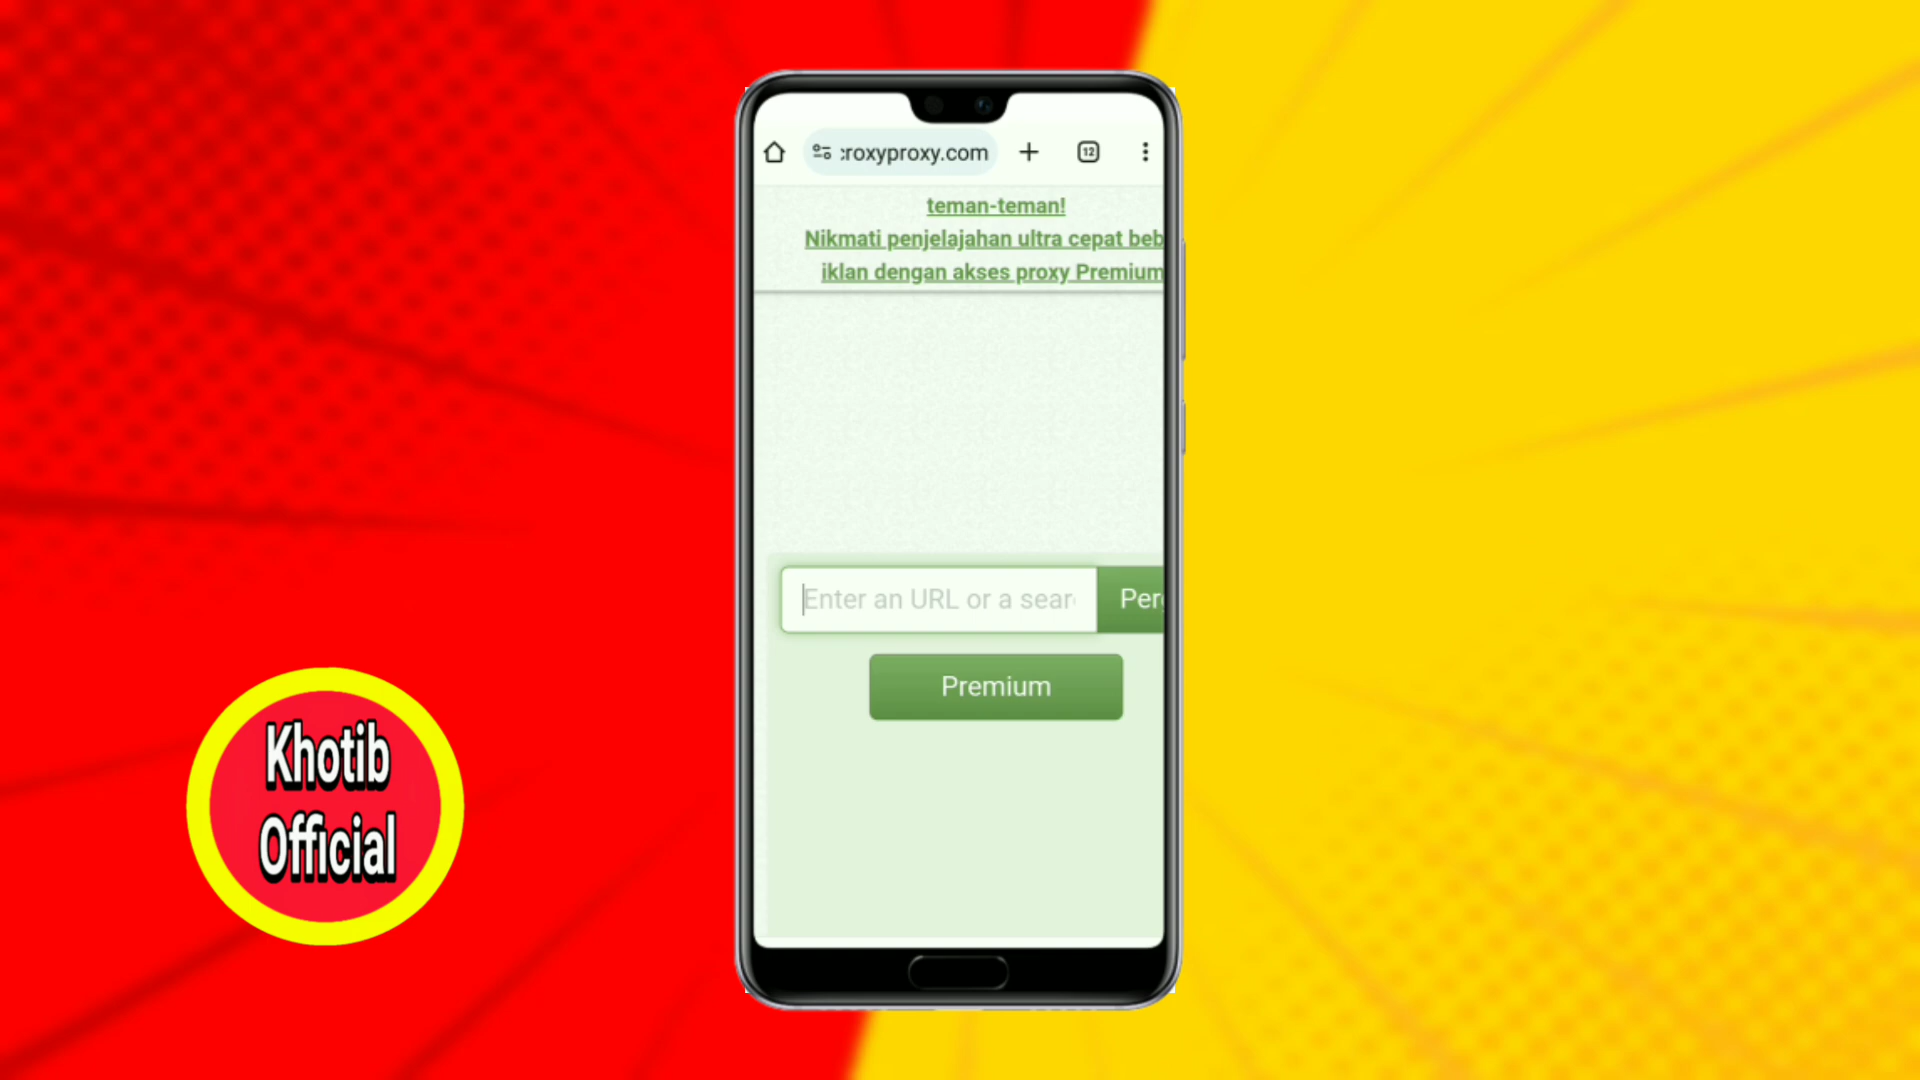 roxyproxy.com
12
teman-teman!
Nikmati penjelajahan ultra cepat beb
iklan dengan akses proxy Premium
Enter an URL or a sear
Per
Premium
Khotib
Official